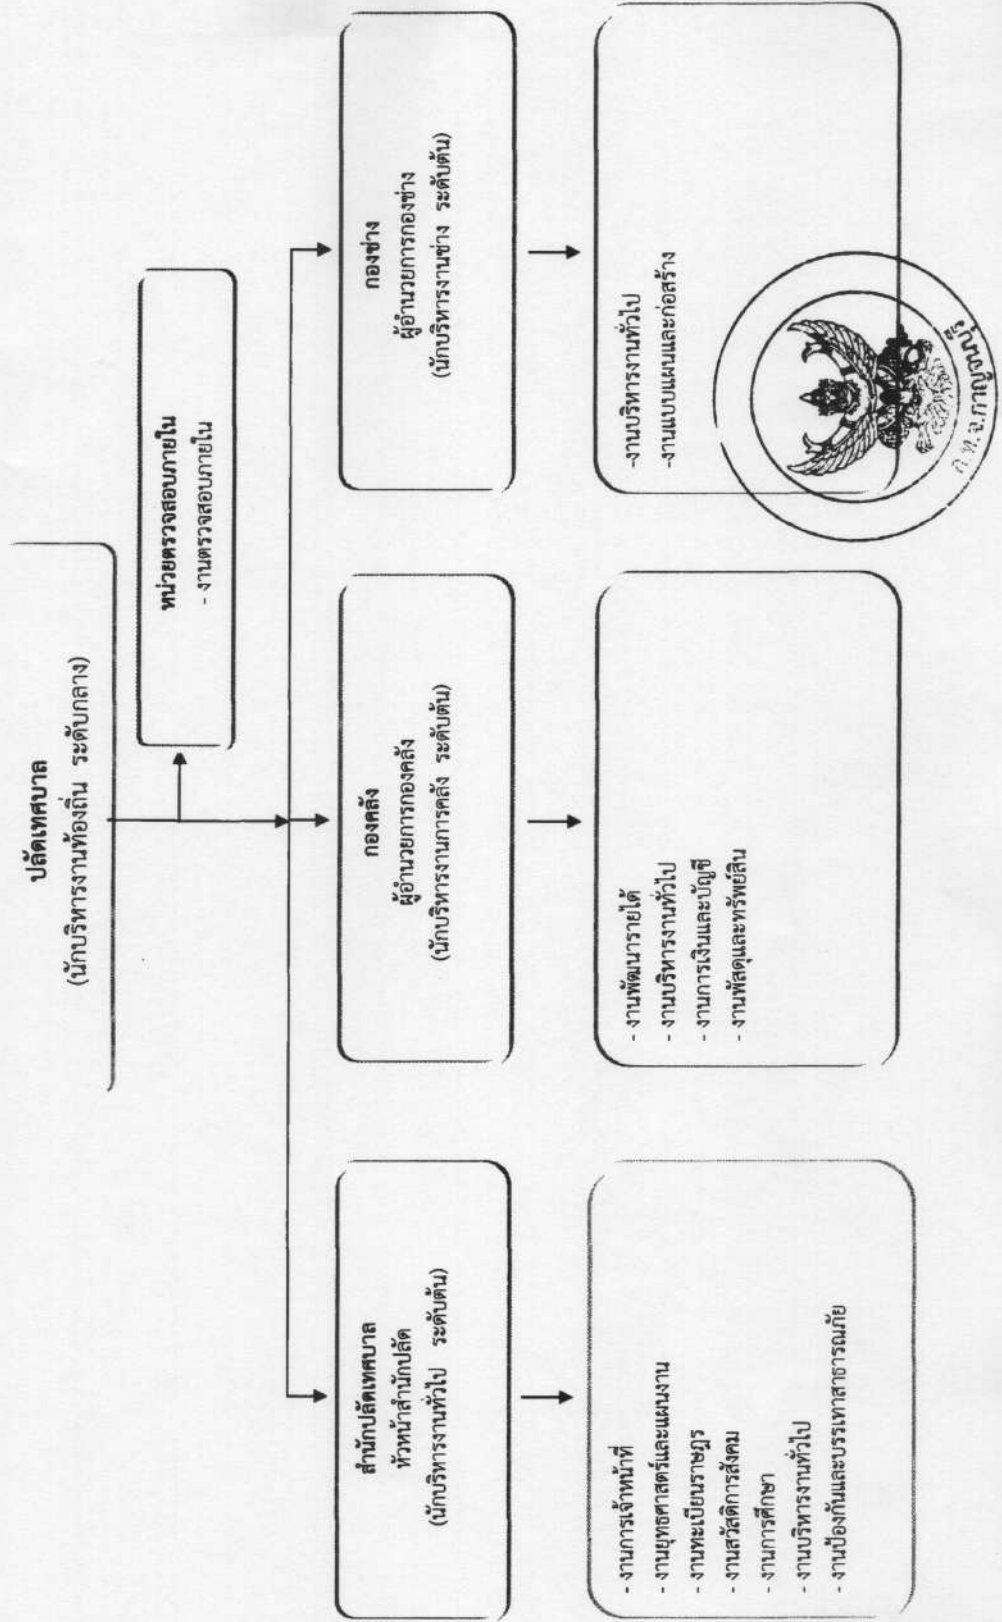 ปลัดเทศบาล
(นักบริหารงานท้องถิ่น ระดับกลาง)
หน่วยตรวจสอบภายใน
- งานตรวจสอบภายใน
สำนักปลัดเทศบาล
หัวหน้าสำนักปลัด
(นักบริหารงานทั่วไป ระดับต้น)
- งานการเจ้าหน้าที่
- งานยุทธศาสตร์และแผนงาน
- งานทะเบียนราษฎร
- งานสวัสดิการสังคม
- งานการศึกษา
- งานบริหารงานทั่วไป
- งานป้องกันและบรรเทาสาธารณภัย
กองคลัง
ผู้อำนวยการกองคลัง
(นักบริหารงานการคลัง ระดับต้น)
- งานพัฒนารายได้
- งานบริหารงานทั่วไป
- งานการเงินและบัญชี
- งานพัสดุและทรัพย์สิน
กองช่าง
ผู้อำนวยการกองช่าง
(นักบริหารงานช่าง ระดับต้น)
-งานบริหารงานทั่วไป
-งานแบบแผนและก่อสร้าง
ก.ท.จ.กาญจนบุรี